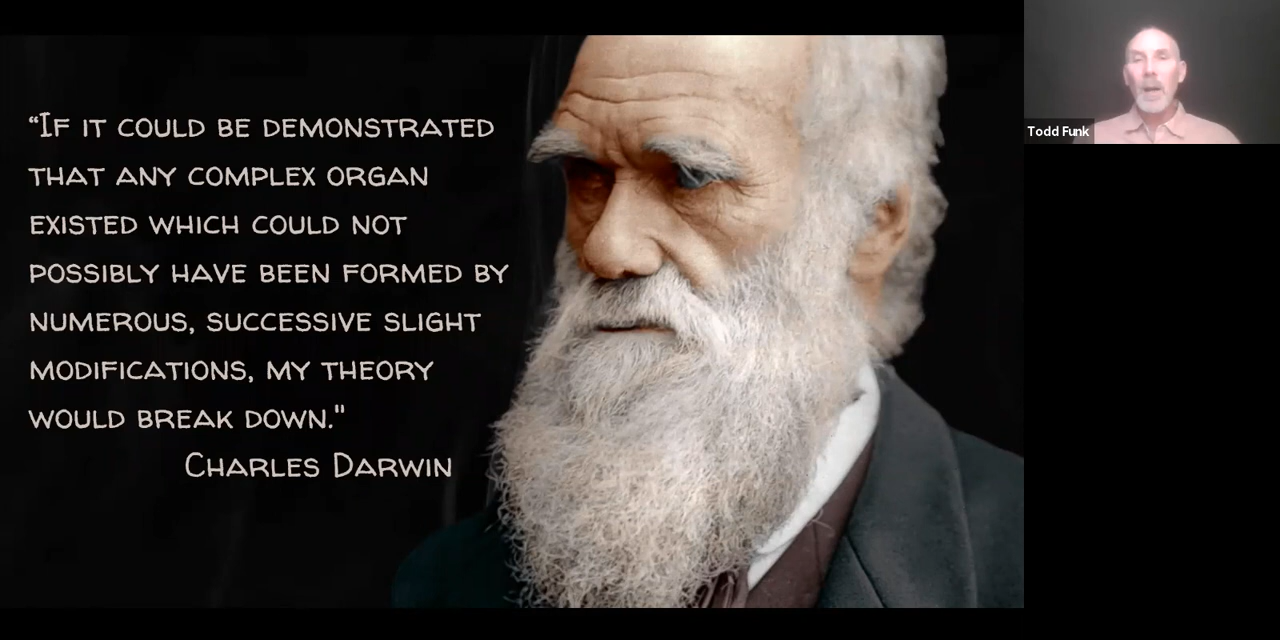 “If it could be demonstrated
that any complex organ
existed which could not
possibly have been formed by
numerous, successive slight
modifications, my theory
would break down."
Charles Darwin
Todd Funk